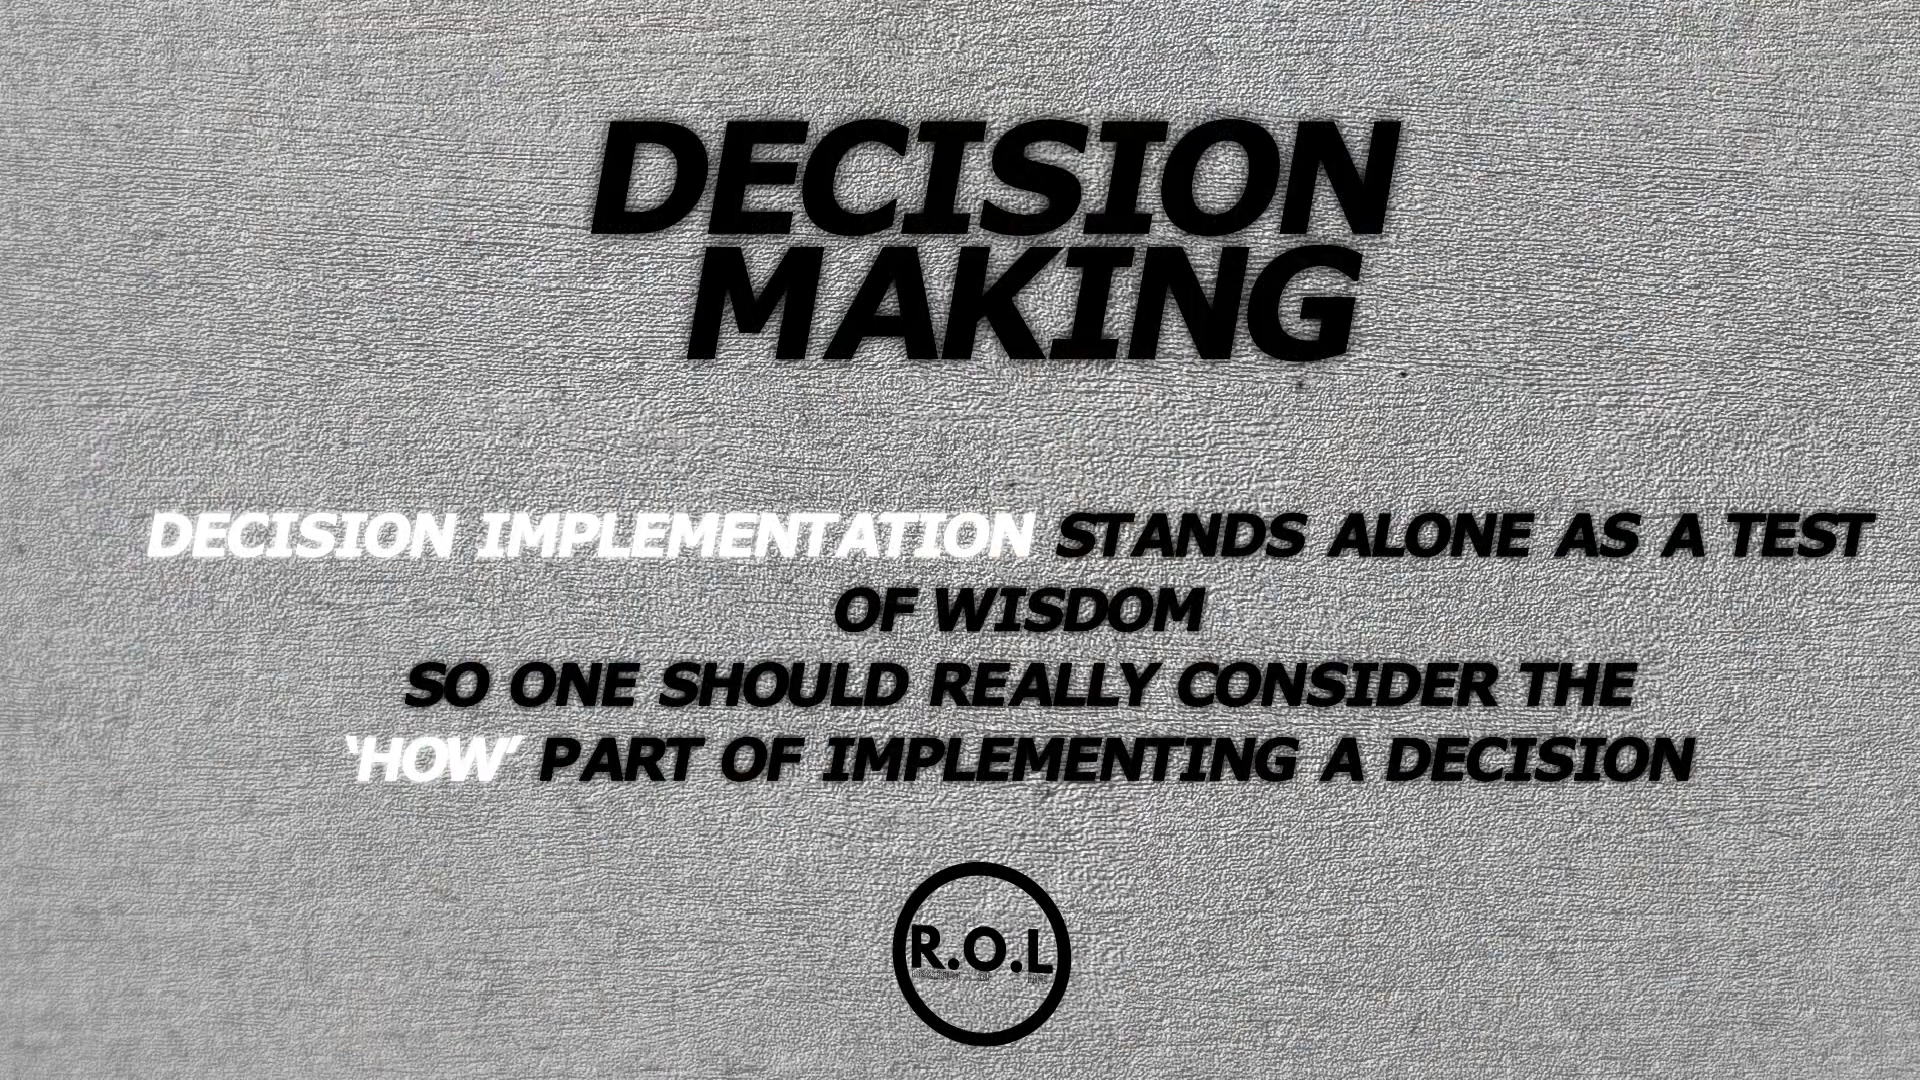 DECISION
MAKING
DECISION IMPLEMENTATION STANDS ALONE AS A TEST
OF WISDOM
SO ONE SHOULD REALLY CONSIDER THE
‘HOW’ PART OF IMPLEMENTING A DECISION
R.O.L